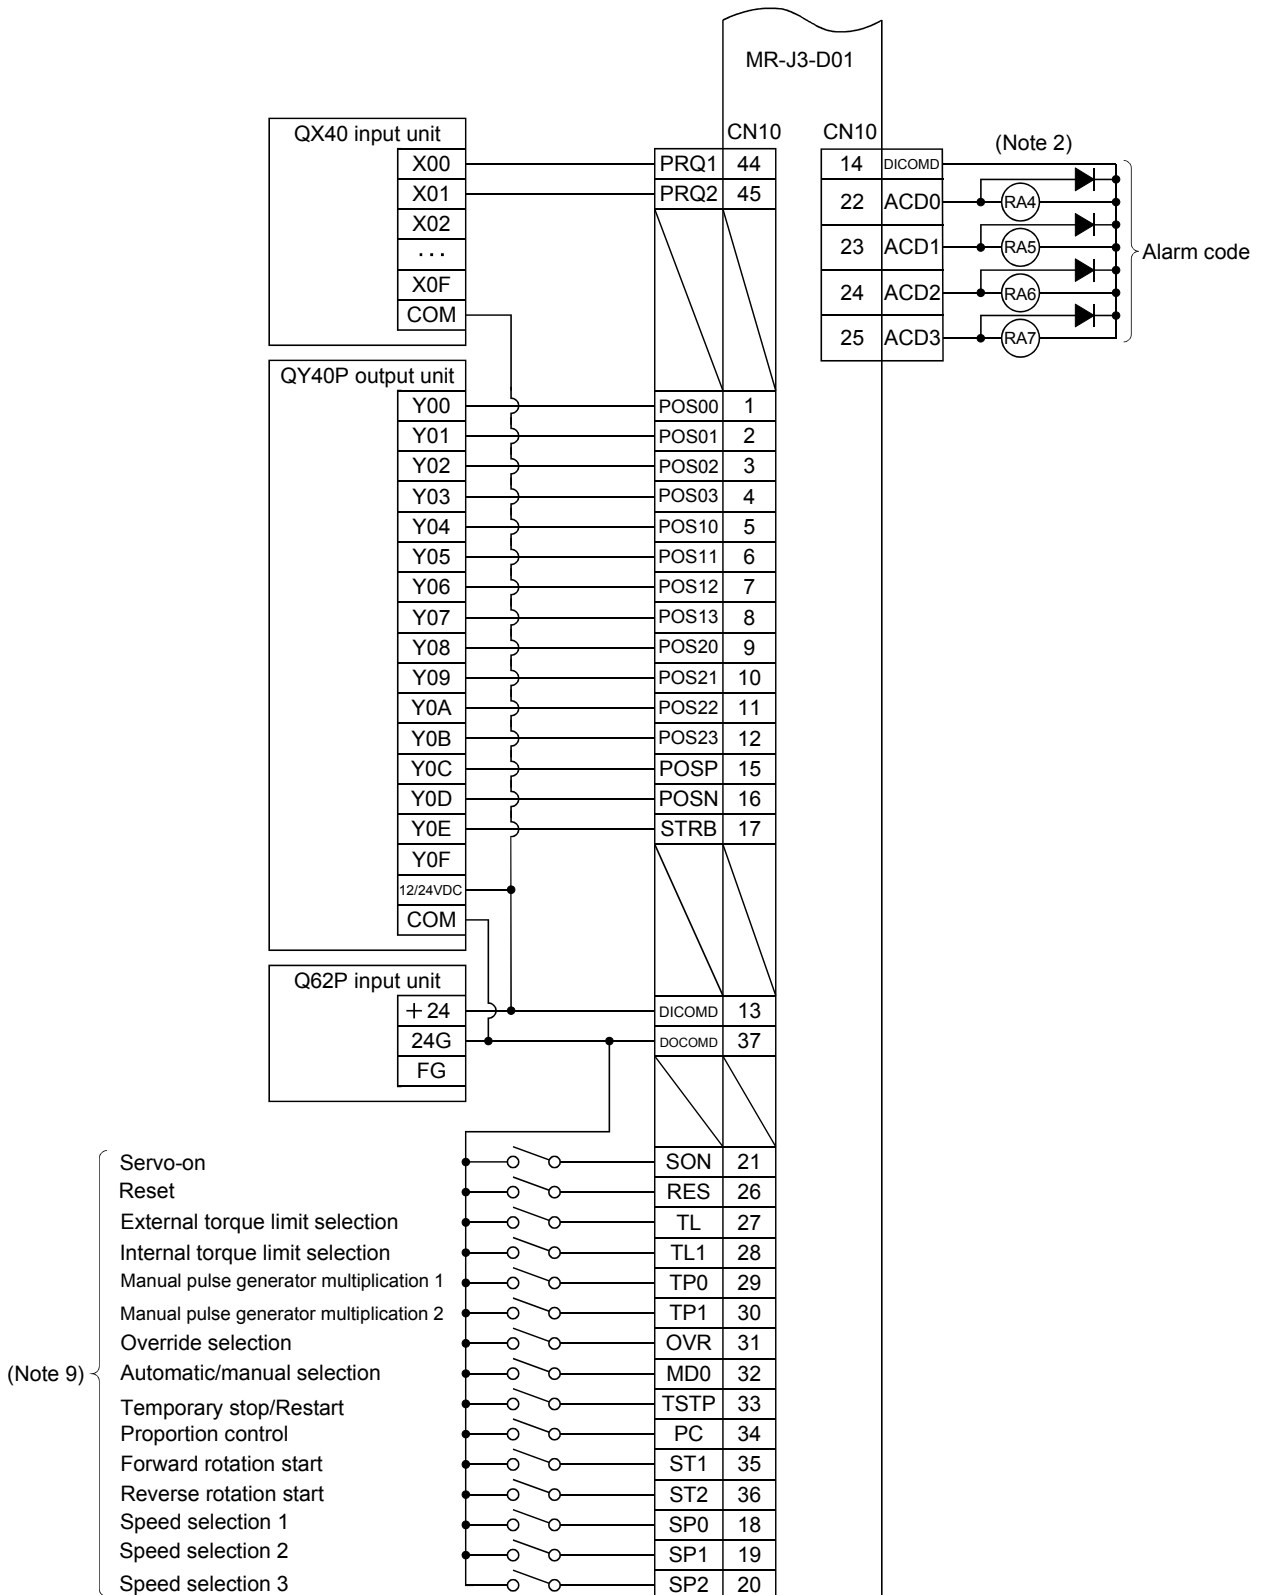 MR-J3-D01
QX40 input unit CN10 CN10 (Note 2)
X00 PRQ1 44 14 DICOMD
X01 PRQ2 45 22 ACD0 RA4
X02 23 ACD1 RA5 Alarm code
... 24 ACD2 RA6
X0F 25 ACD3 RA7
COM
QY40P output unit
Y00 POS00 1
Y01 POS01 2
Y02 POS02 3
Y03 POS03 4
Y04 POS10 5
Y05 POS11 6
Y06 POS12 7
Y07 POS13 8
Y08 POS20 9
Y09 POS21 10
Y0A POS22 11
Y0B POS23 12
Y0C POSP 15
Y0D POSN 16
Y0E STRB 17
Y0F
12/24VDC
COM
Q62P input unit
+24 DICOMD 13
24G DOCOMD 37
FG
Servo-on SON 21
Reset RES 26
External torque limit selection TL 27
Internal torque limit selection TL1 28
Manual pulse generator multiplication 1 TP0 29
Manual pulse generator multiplication 2 TP1 30
Override selection OVR 31
(Note 9) Automatic/manual selection MD0 32
Temporary stop/Restart TSTP 33
Proportion control PC 34
Forward rotation start ST1 35
Reverse rotation start ST2 36
Speed selection 1 SP0 18
Speed selection 2 SP1 19
Speed selection 3 SP2 20